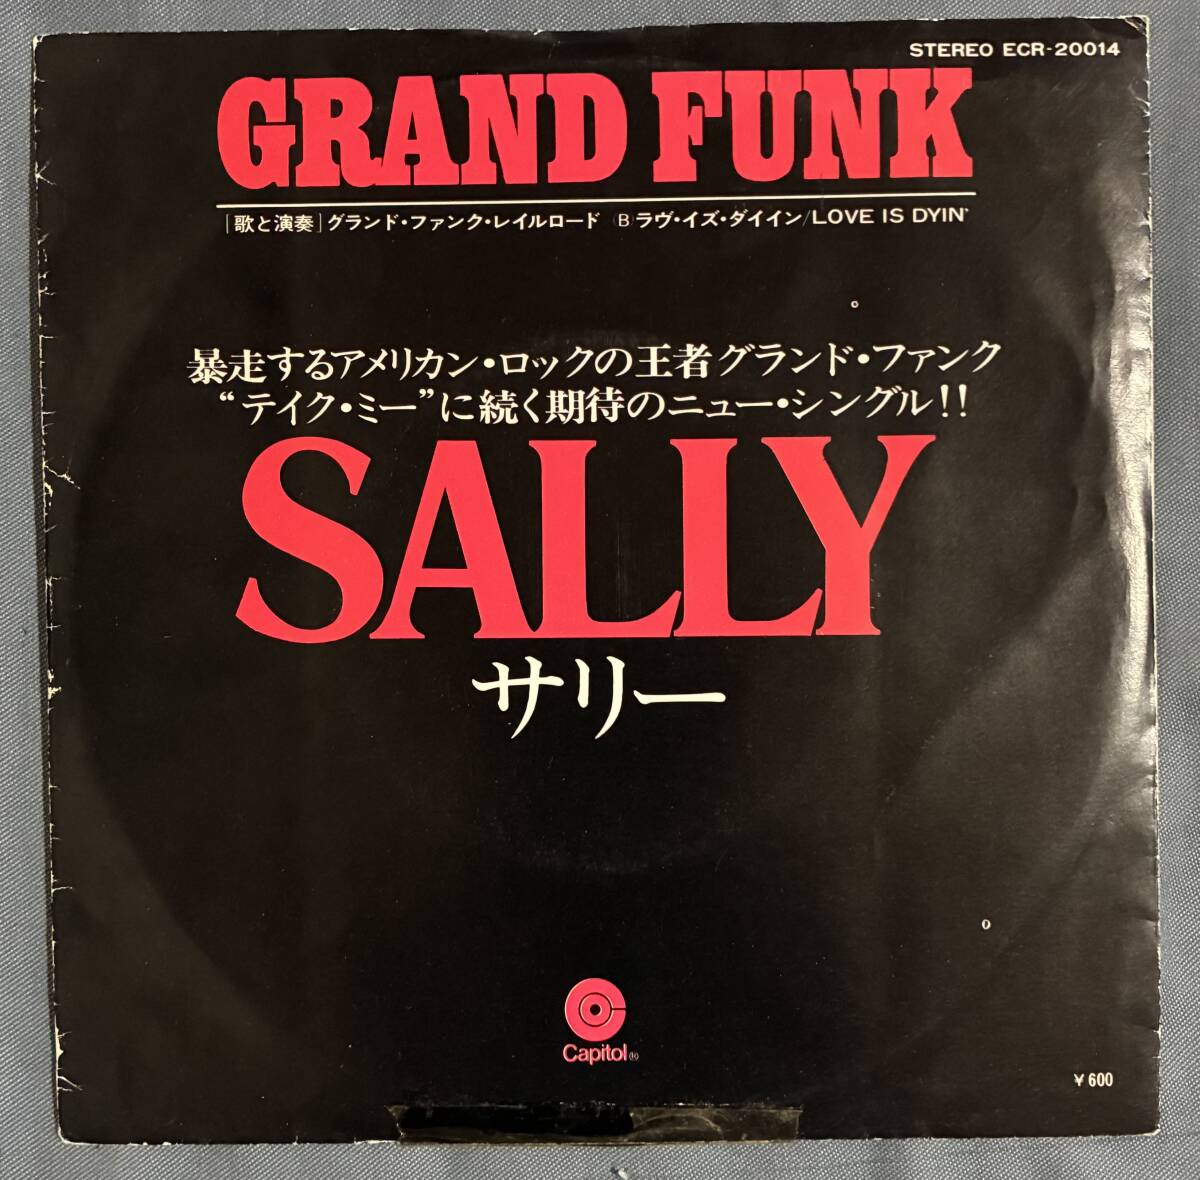 STEREO ECR-20014
GRAND FUNK
[歌と演奏]グランド・ファンク・レイルロード (B)ラヴ・イズ・ダイイン/LOVE IS DYIN'
暴走するアメリカン・ロックの王者グランド・ファンク
“テイク・ミー”に続く期待のニュー・シングル!!
SALLY
サリー
Capitol®
¥600